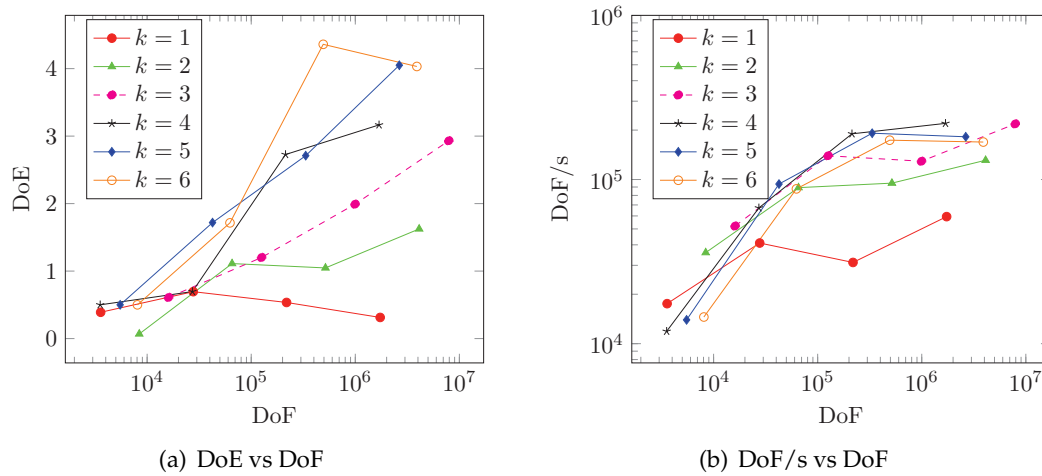 k = 1
k = 2
k = 3
k = 4
k = 5
k = 6
4
3
2
1
0
DoE
10^4
10^5
10^6
10^7
DoF
(a) DoE vs DoF
k = 1
k = 2
k = 3
k = 4
k = 5
k = 6
10^6
10^5
10^4
DoF/s
10^4
10^5
10^6
10^7
DoF
(b) DoF/s vs DoF